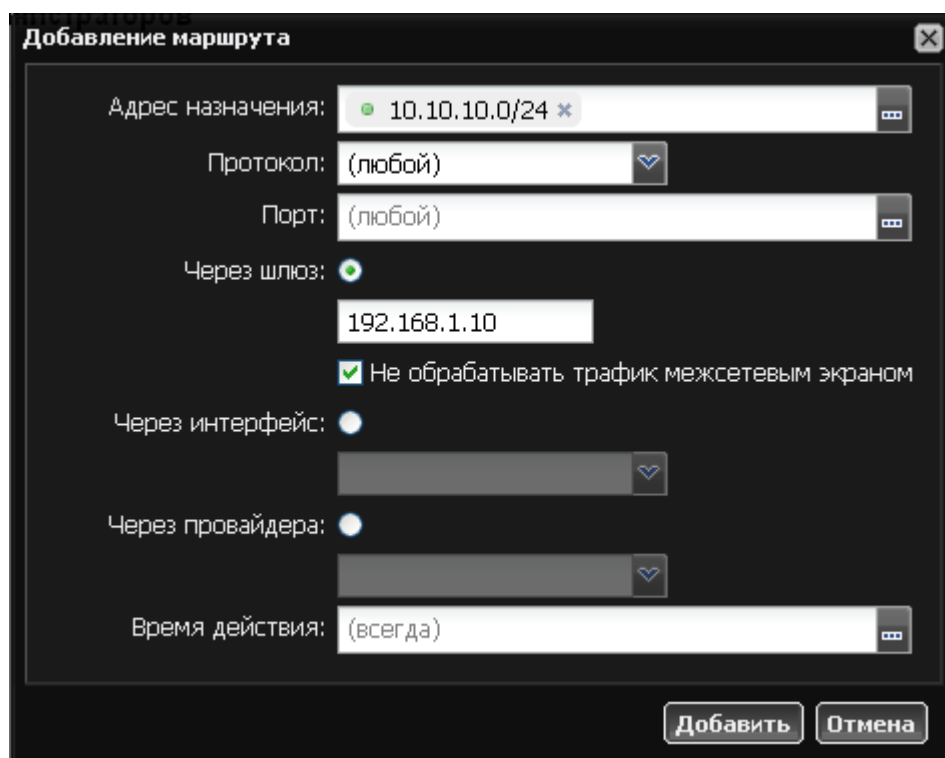 министраторов
Добавление маршрута
Адрес назначения: 10.10.10.0/24
Протокол: (любой)
Порт: (любой)
Через шлюз:
192.168.1.10
Не обрабатывать трафик межсетевым экраном
Через интерфейс:
Через провайдера:
Время действия: (всегда)
Добавить Отмена